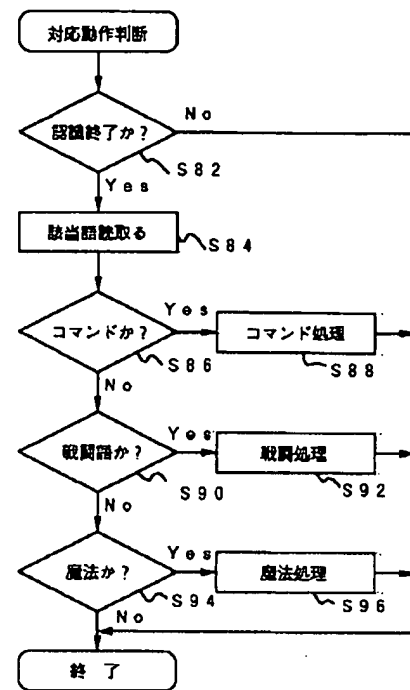 対応動作判断
認識終了か？
No
S82
Yes
該当語読取る
S84
コマンドか？
Yes
コマンド処理
S86
S88
No
戦闘語か？
Yes
戦闘処理
S90
S92
No
魔法か？
Yes
魔法処理
S94
S96
No
終了